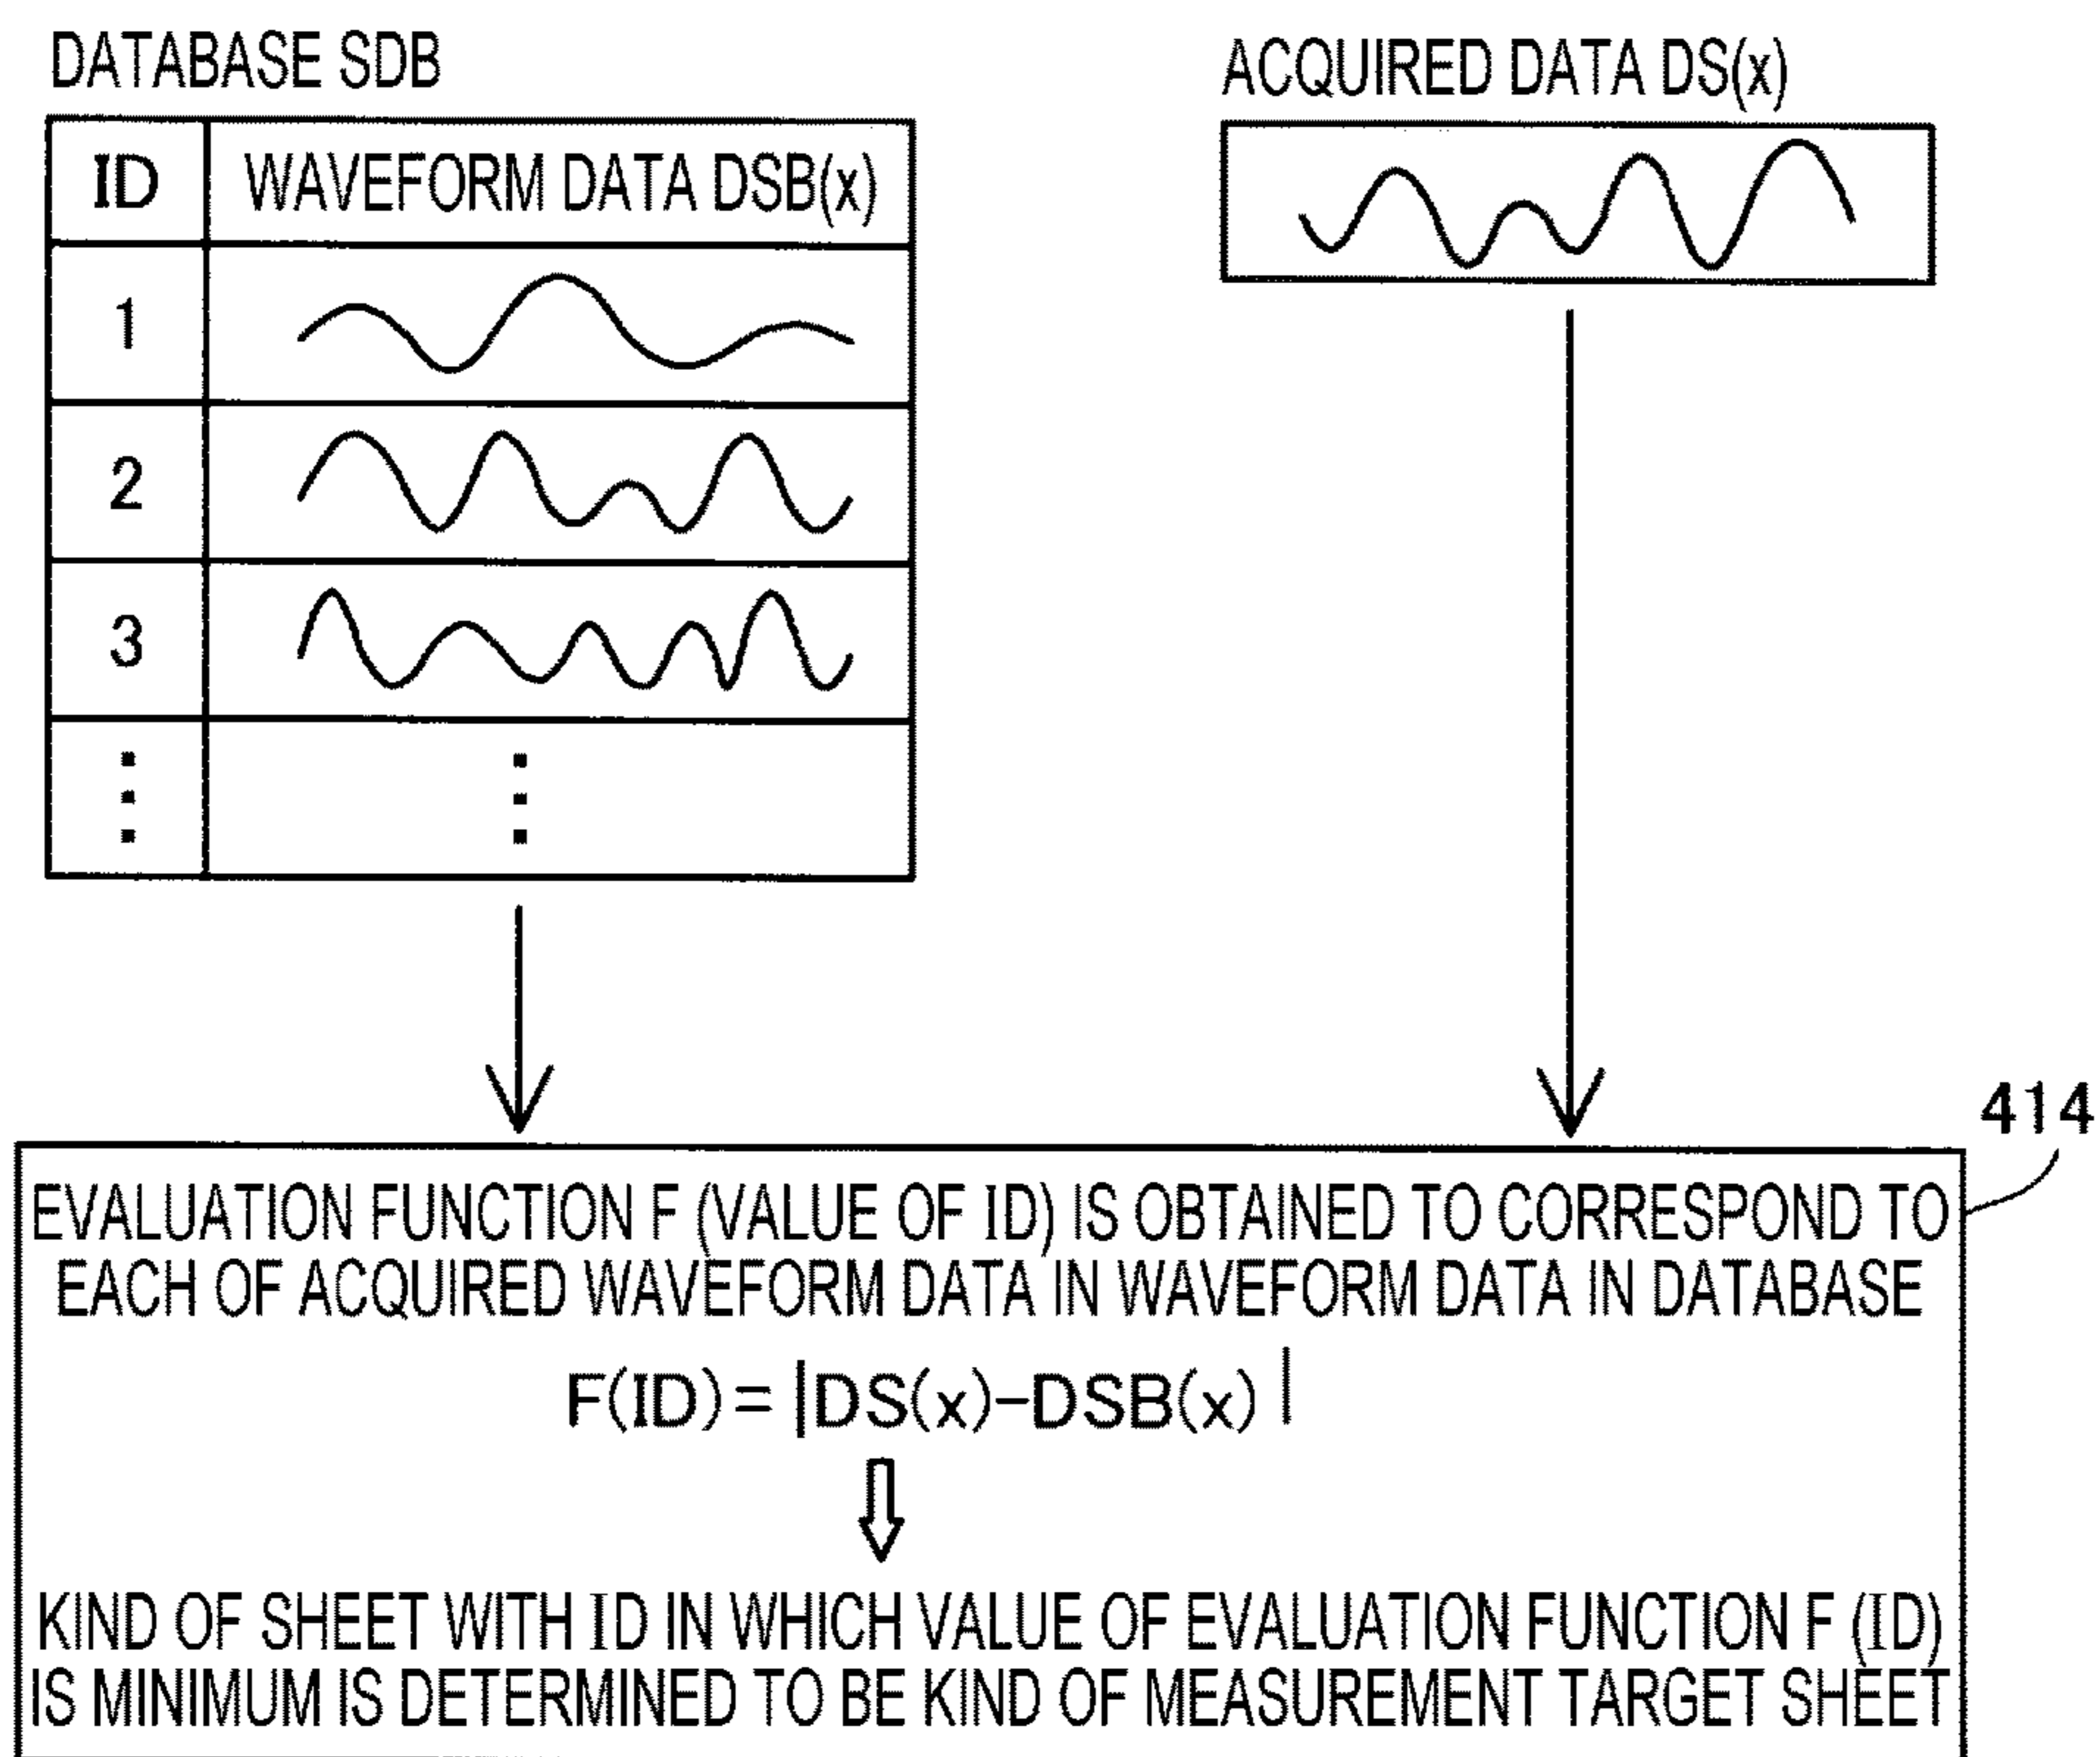 DATABASE SDB
ID WAVEFORM DATA DSB(x)
1
2
3
ACQUIRED DATA DS(x)
414
EVALUATION FUNCTION F (VALUE OF ID) IS OBTAINED TO CORRESPOND TO
EACH OF ACQUIRED WAVEFORM DATA IN WAVEFORM DATA IN DATABASE
F(ID)=|DS(x)-DSB(x)|
KIND OF SHEET WITH ID IN WHICH VALUE OF EVALUATION FUNCTION F (ID)
IS MINIMUM IS DETERMINED TO BE KIND OF MEASUREMENT TARGET SHEET